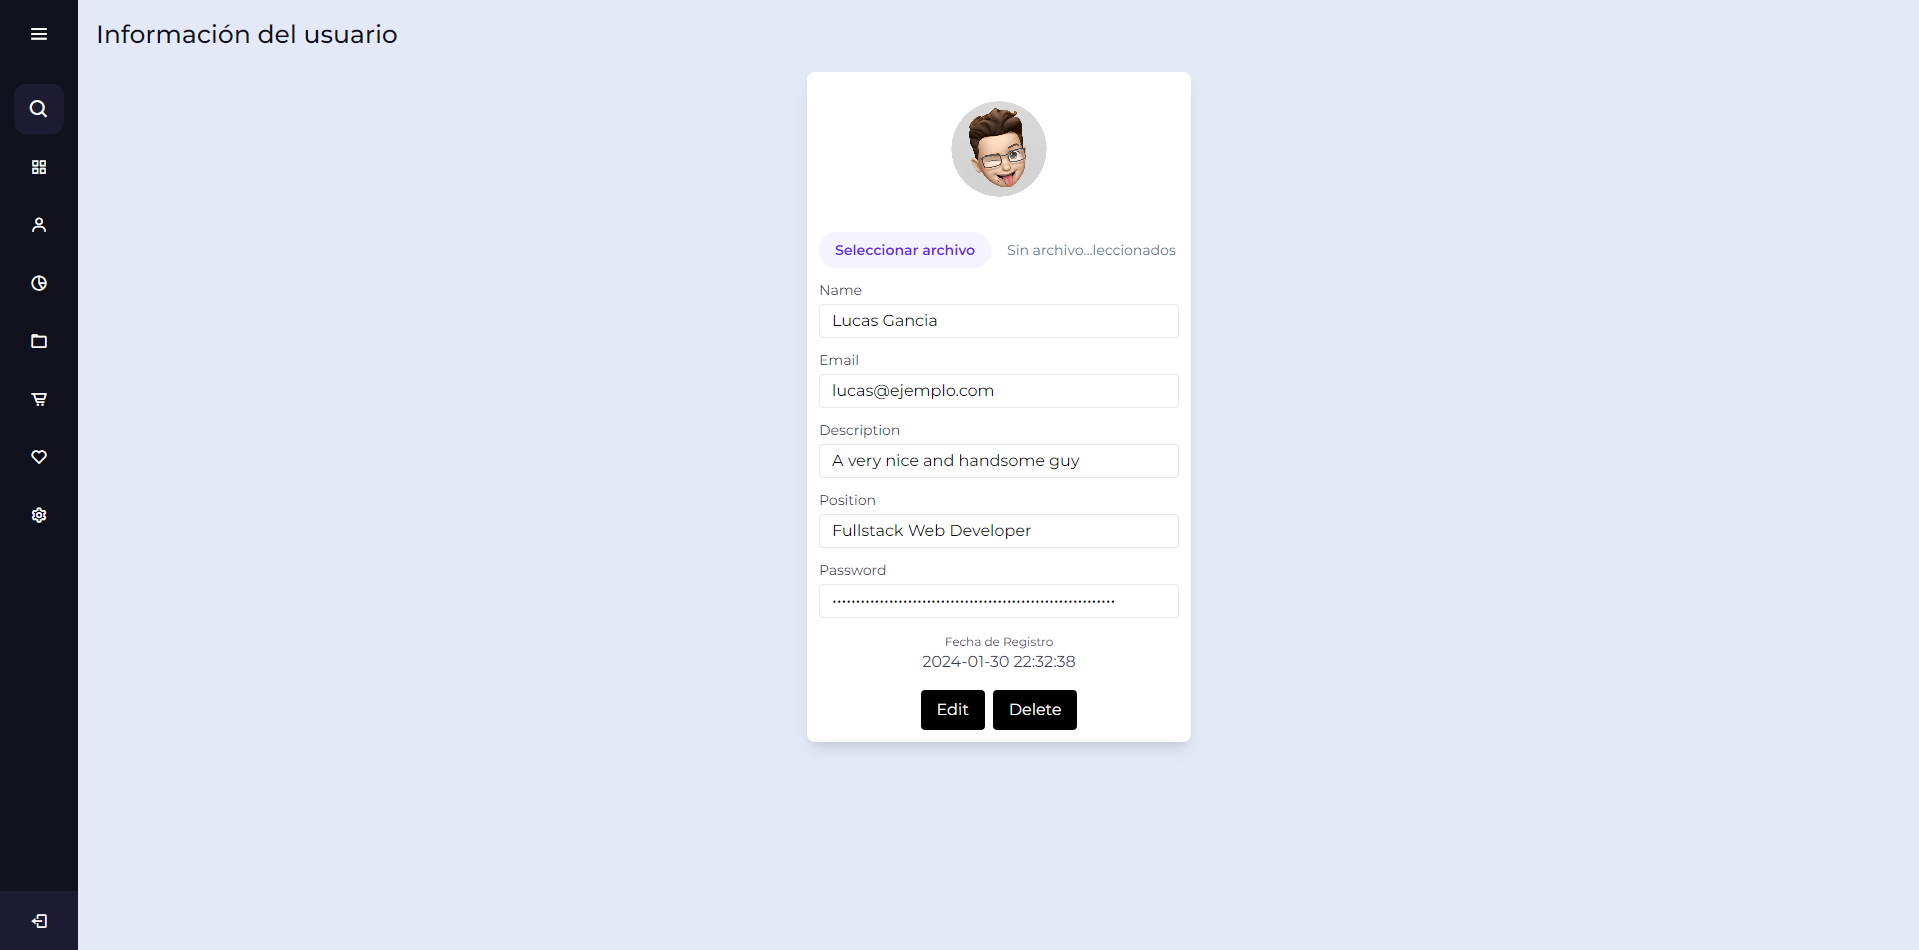 Información del usuario
Seleccionar archivo Sin archivo...leccionados
Name
Lucas Gancia
Email
lucas@ejemplo.com
Description
A very nice and handsome guy
Position
Fullstack Web Developer
Password
Fecha de Registro
2024-01-30 22:32:38
Edit Delete